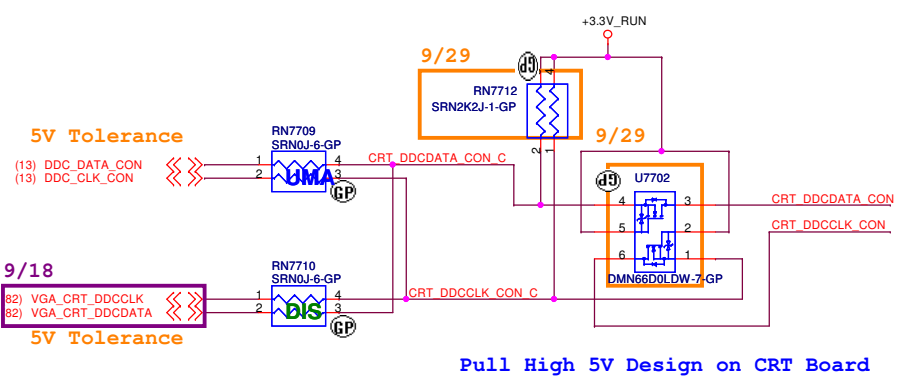 +3.3V_RUN
9/29
GP
4
3
RN7712
SRN2K2J-1-GP
9/29
2
1
5V Tolerance
RN7709
SRN0J-6-GP
(13) DDC_DATA_CON
(13) DDC_CLK_CON
1
2
UMA
4
3
GP
CRT_DDCDATA_CON_C
GP
U7702
4
5
6
3
2
1
DMN66D0LDW-7-GP
CRT_DDCDATA_CON
CRT_DDCCLK_CON
9/18
RN7710
SRN0J-6-GP
82) VGA_CRT_DDCCLK
82) VGA_CRT_DDCDATA
1
2
DIS
4
3
GP
CRT_DDCCLK_CON_C
5V Tolerance
Pull High 5V Design on CRT Board